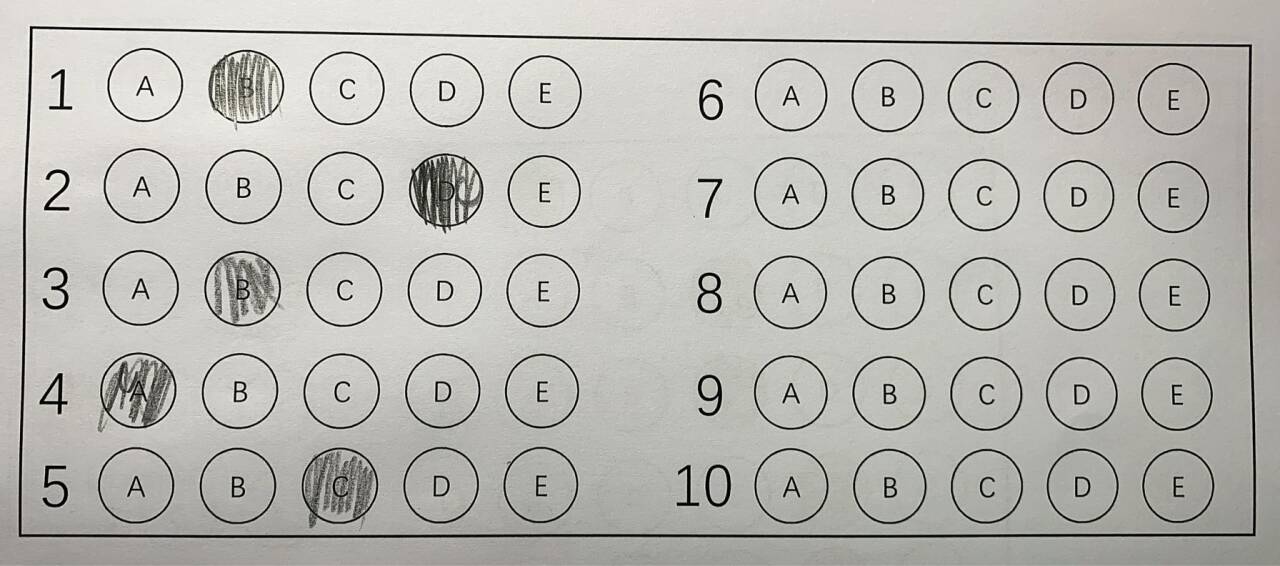 1 A B C D E 6 A B C D E
2 A B C D E 7 A B C D E
3 A B C D E 8 A B C D E
4 A B C D E 9 A B C D E
5 A B C D E 10 A B C D E